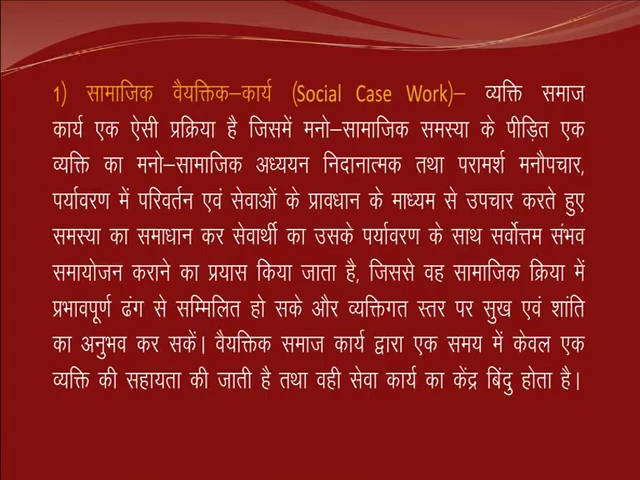 1) सामाजिक वैयक्तिक–कार्य (Social Case Work)– व्यक्ति समाज
कार्य एक ऐसी प्रक्रिया है जिसमें मनो–सामाजिक समस्या के पीड़ित एक
व्यक्ति का मनो–सामाजिक अध्ययन निदानात्मक तथा परामर्श मनौपचार,
पर्यावरण में परिवर्तन एवं सेवाओं के प्रावधान के माध्यम से उपचार करते हुए
समस्या का समाधान कर सेवार्थी का उसके पर्यावरण के साथ सर्वोत्तम संभव
समायोजन कराने का प्रयास किया जाता है, जिससे वह सामाजिक क्रिया में
प्रभावपूर्ण ढंग से सम्मिलित हो सके और व्यक्तिगत स्तर पर सुख एवं शांति
का अनुभव कर सकें। वैयक्तिक समाज कार्य द्वारा एक समय में केवल एक
व्यक्ति की सहायता की जाती है तथा वही सेवा कार्य का केंद्र बिंदु होता है।